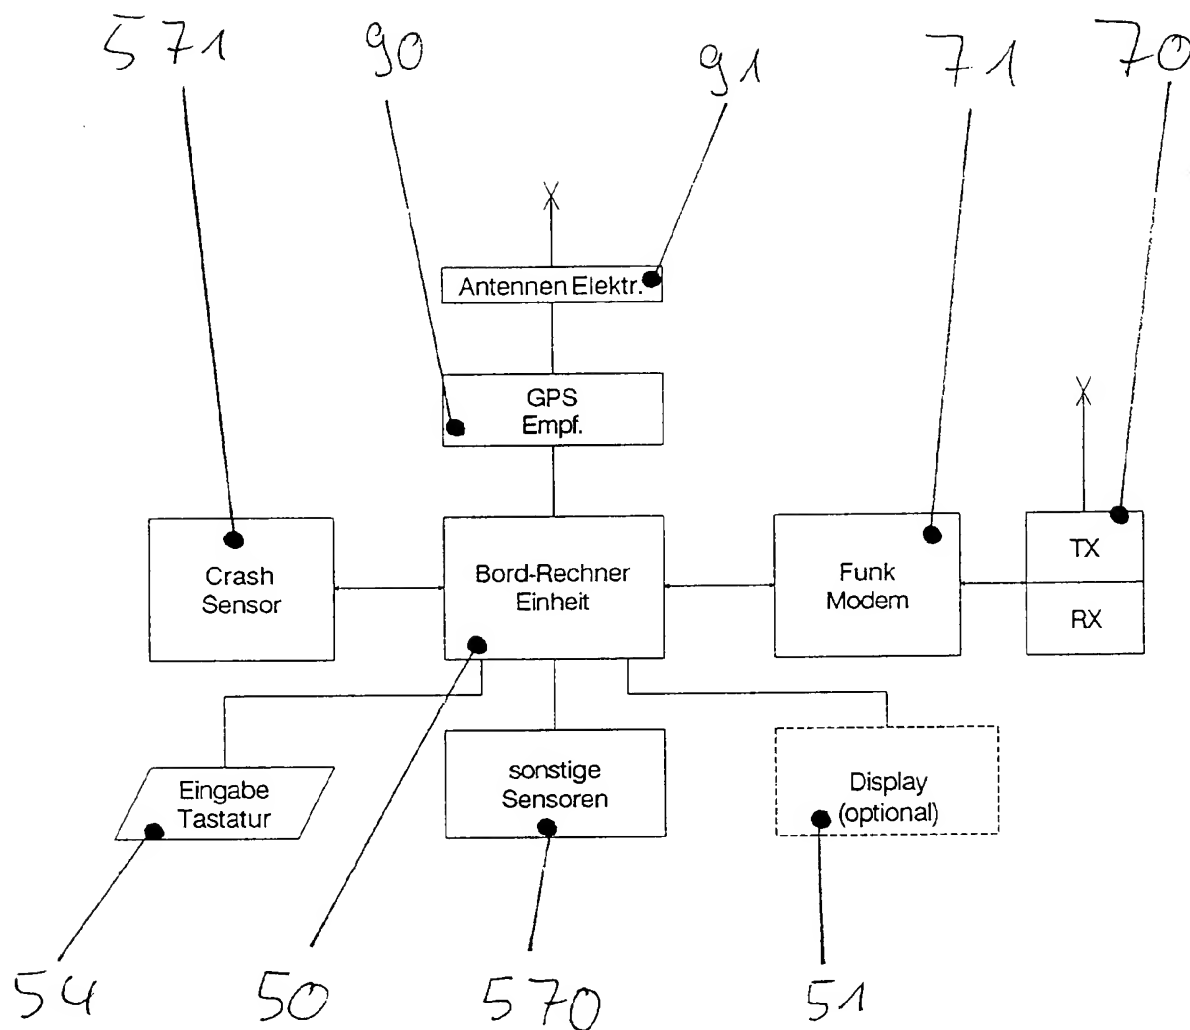 571
90
91
71
70
Antennen Elektr.
GPS
Empf.
Crash
Sensor
Bord-Rechner
Einheit
Funk
Modem
TX
RX
Eingabe
Tastatur
sonstige
Sensoren
Display
(optional)
54
50
570
51